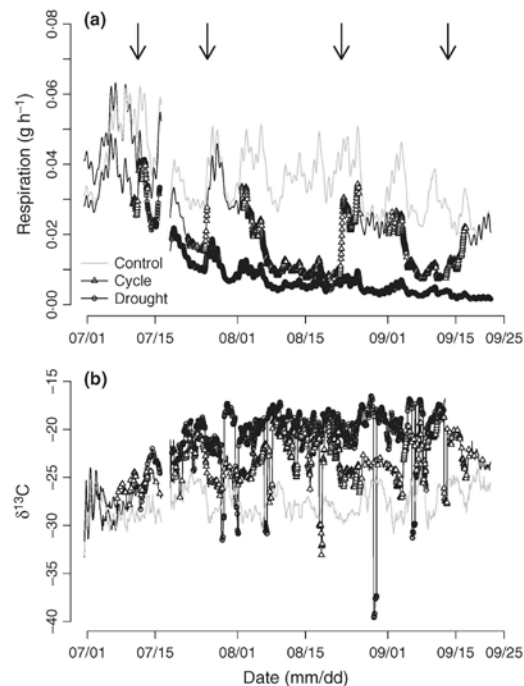 (a)
Respiration (g h⁻¹)
0·08
0·06
0·04
0·02
0·00
Control
Cycle
Drought
07/01 07/15 08/01 08/15 09/01 09/15 09/25
(b)
δ¹³C
−15
−20
−25
−30
−35
−40
07/01 07/15 08/01 08/15 09/01 09/15 09/25
Date (mm/dd)